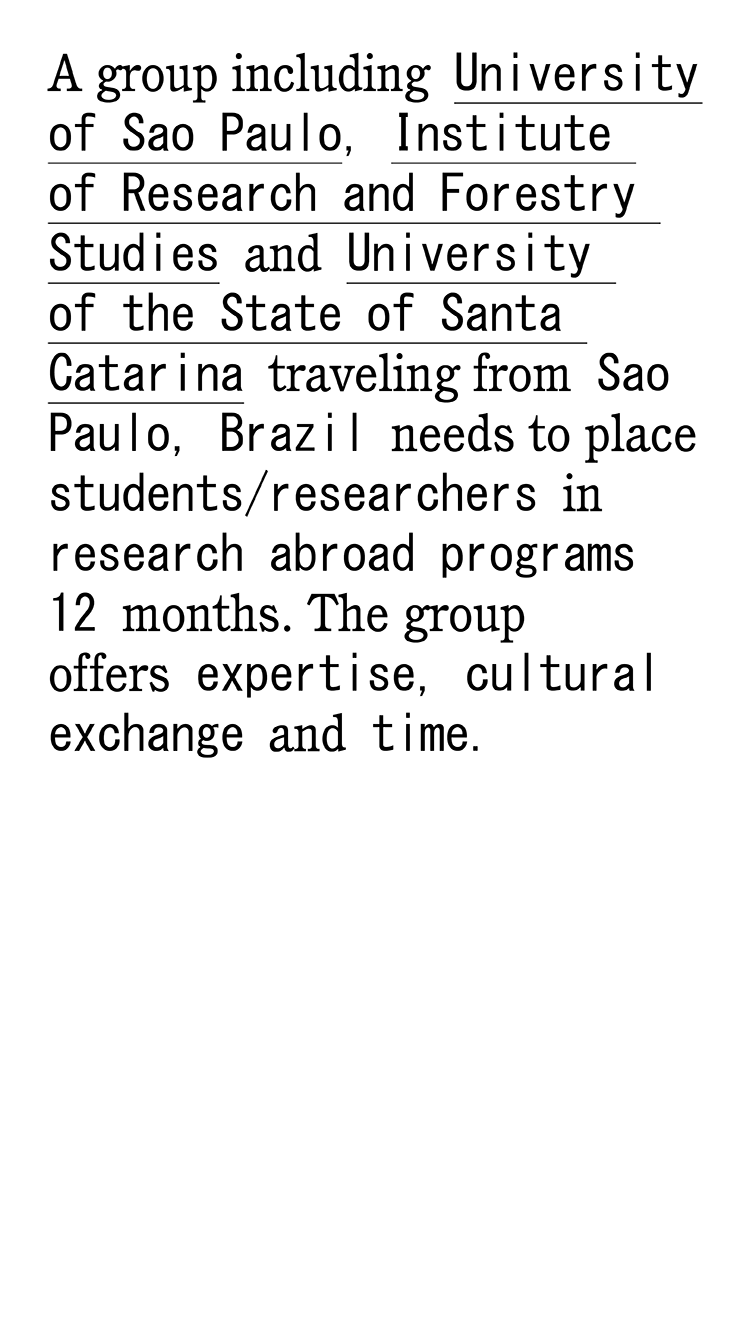 A group including University
of Sao Paulo, Institute
of Research and Forestry
Studies and University
of the State of Santa
Catarina traveling from Sao
Paulo, Brazil needs to place
students/researchers in
research abroad programs
12 months. The group
offers expertise, cultural
exchange and time.